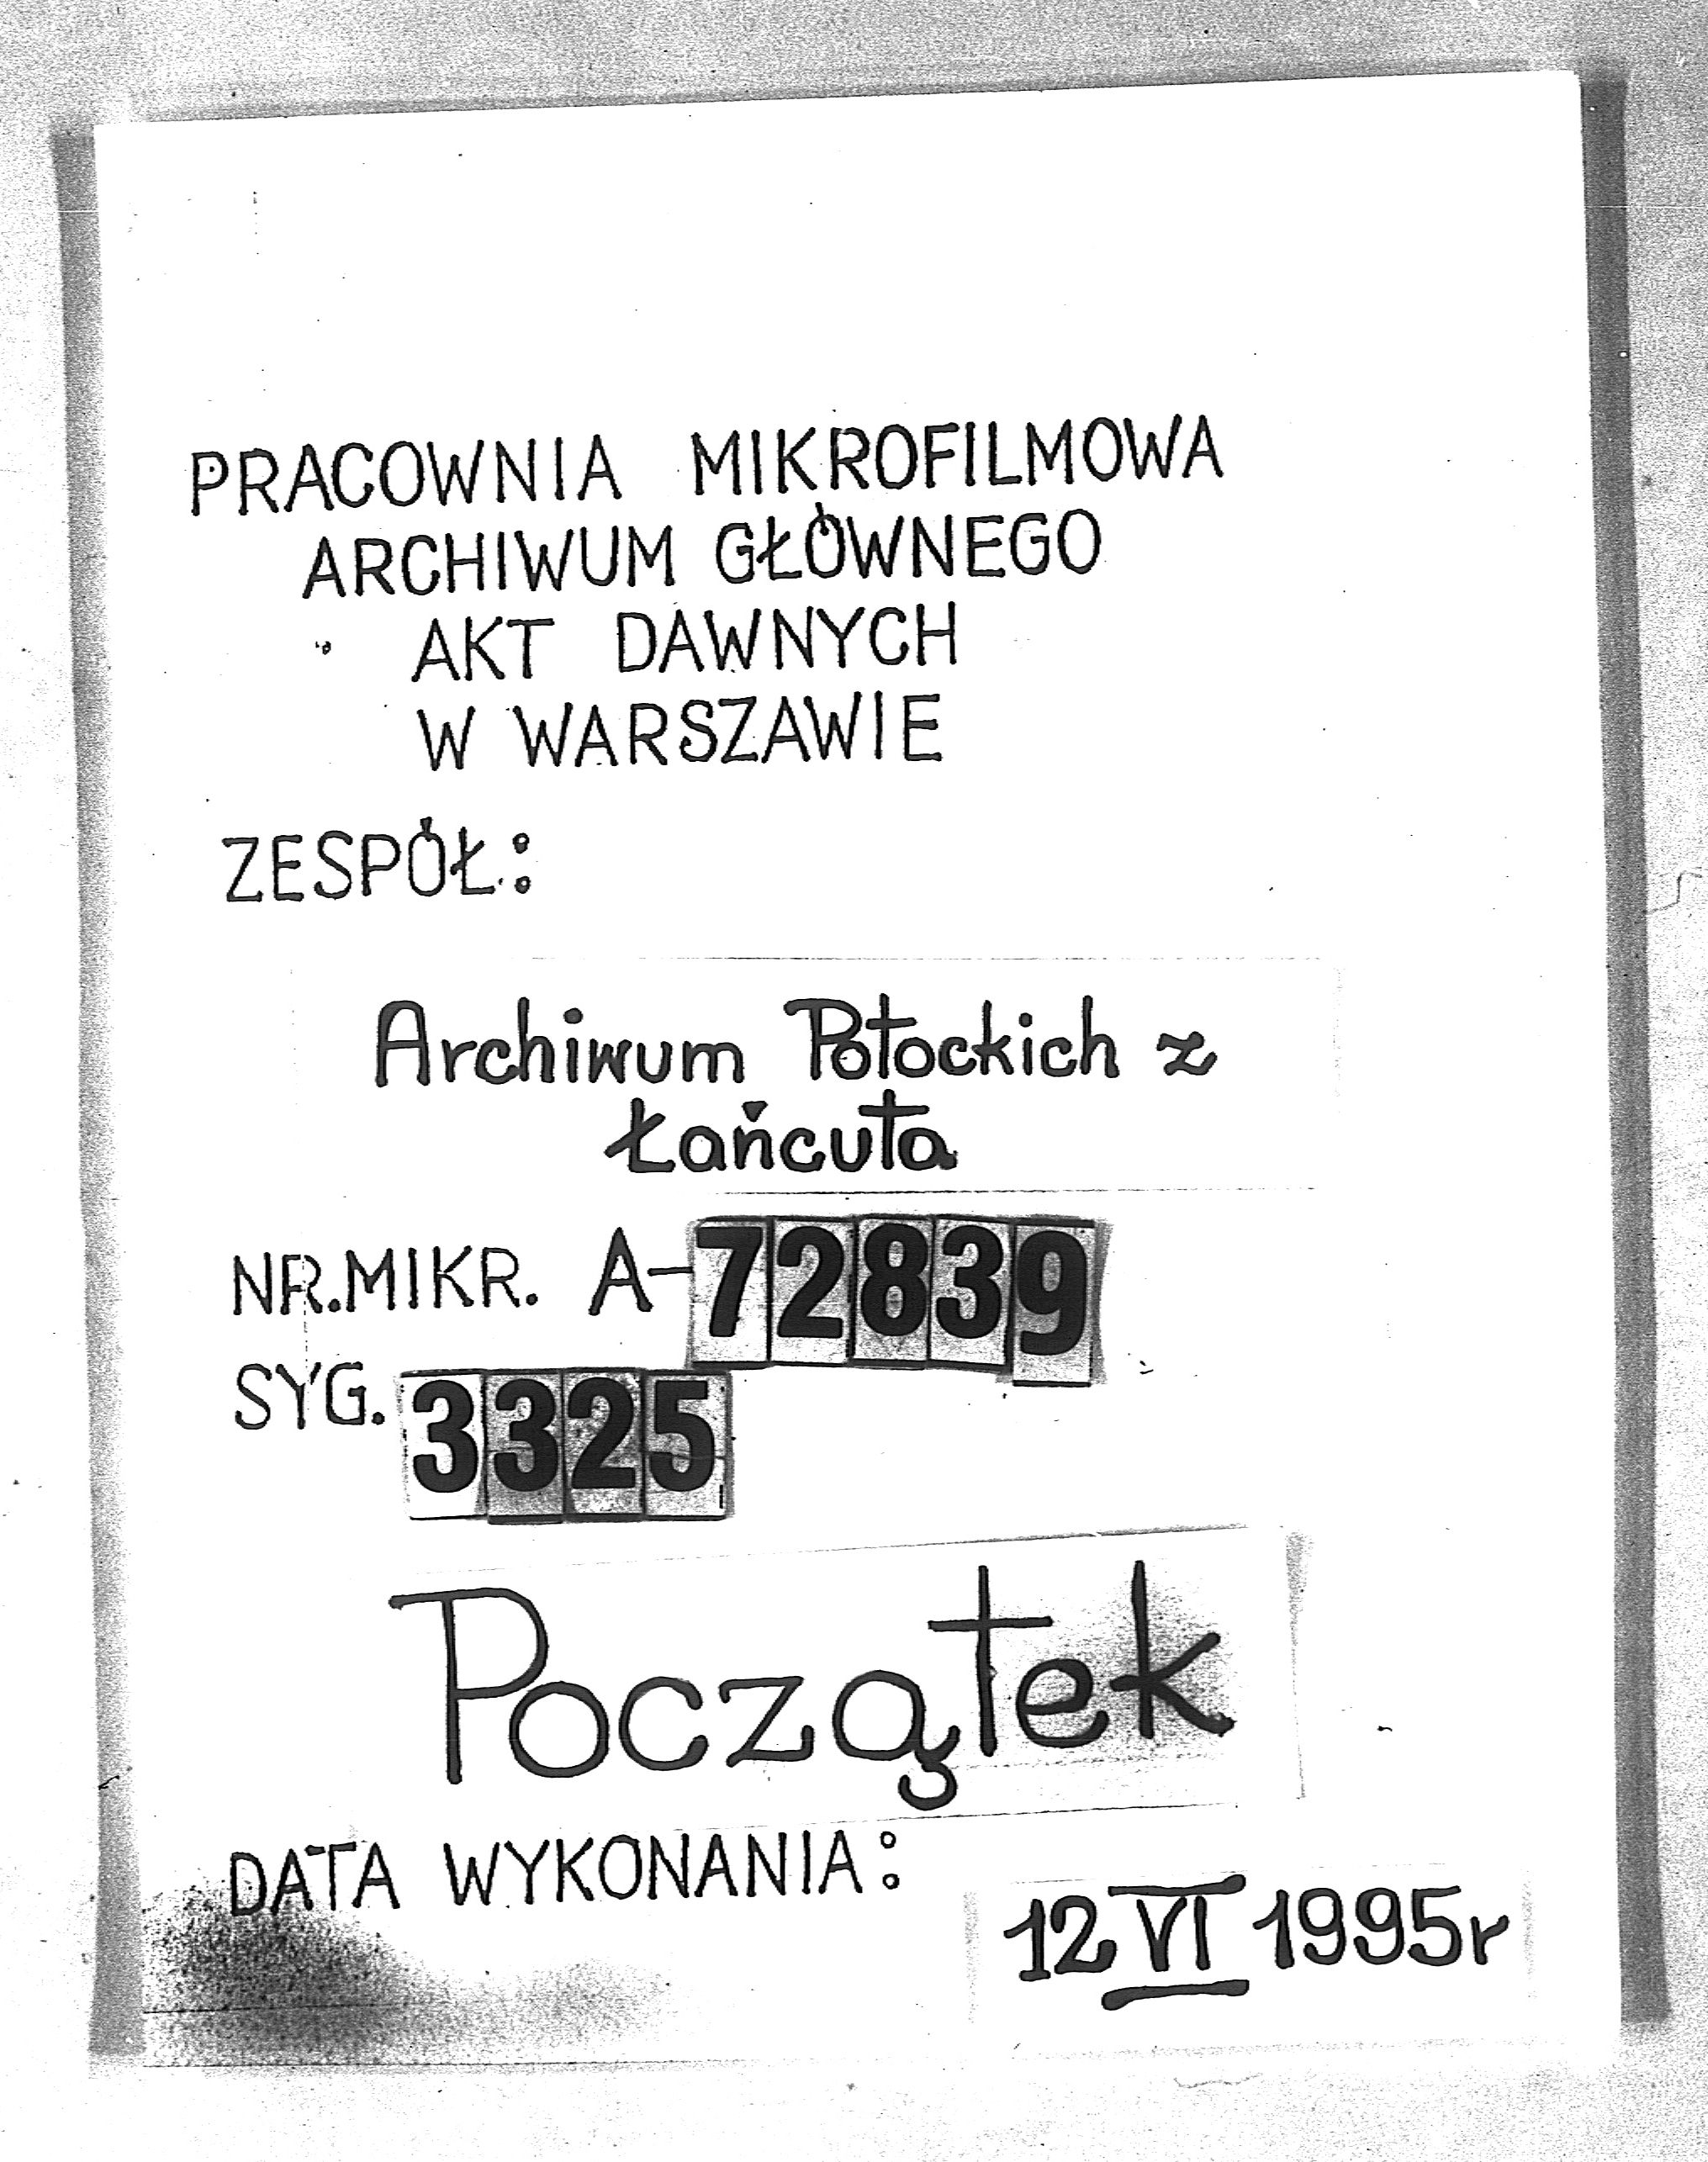 PRACOWNIA MIKROFILMOWA
ARCHIWUM GŁÓWNEGO
AKT DAWNYCH
W WARSZAWIE
ZESPÓŁ:
Archiwum Potockich z
Łańcuta
NR.MIKR. A-72839
SYG. 3325
Początek
DATA WYKONANIA:
12 VI 1995r